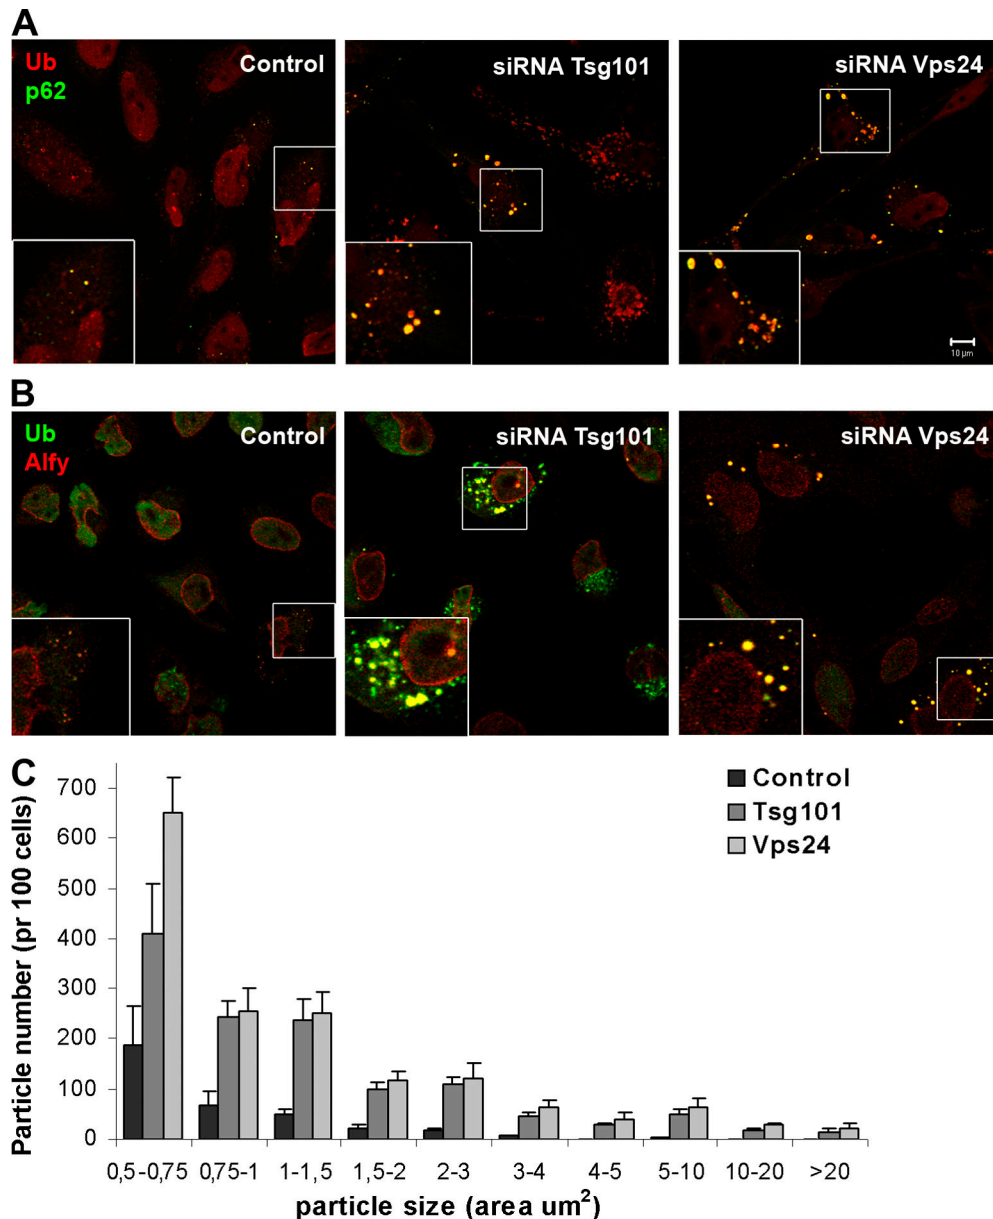 A
Ub
p62
Control
siRNA Tsg101
siRNA Vps24
10 µm
B
Ub
Alfy
Control
siRNA Tsg101
siRNA Vps24
C
Particle number (pr 100 cells)
700
600
500
400
300
200
100
0
Control
Tsg101
Vps24
0,5-0,75 0,75-1 1-1,5 1,5-2 2-3 3-4 4-5 5-10 10-20 >20
particle size (area um²)